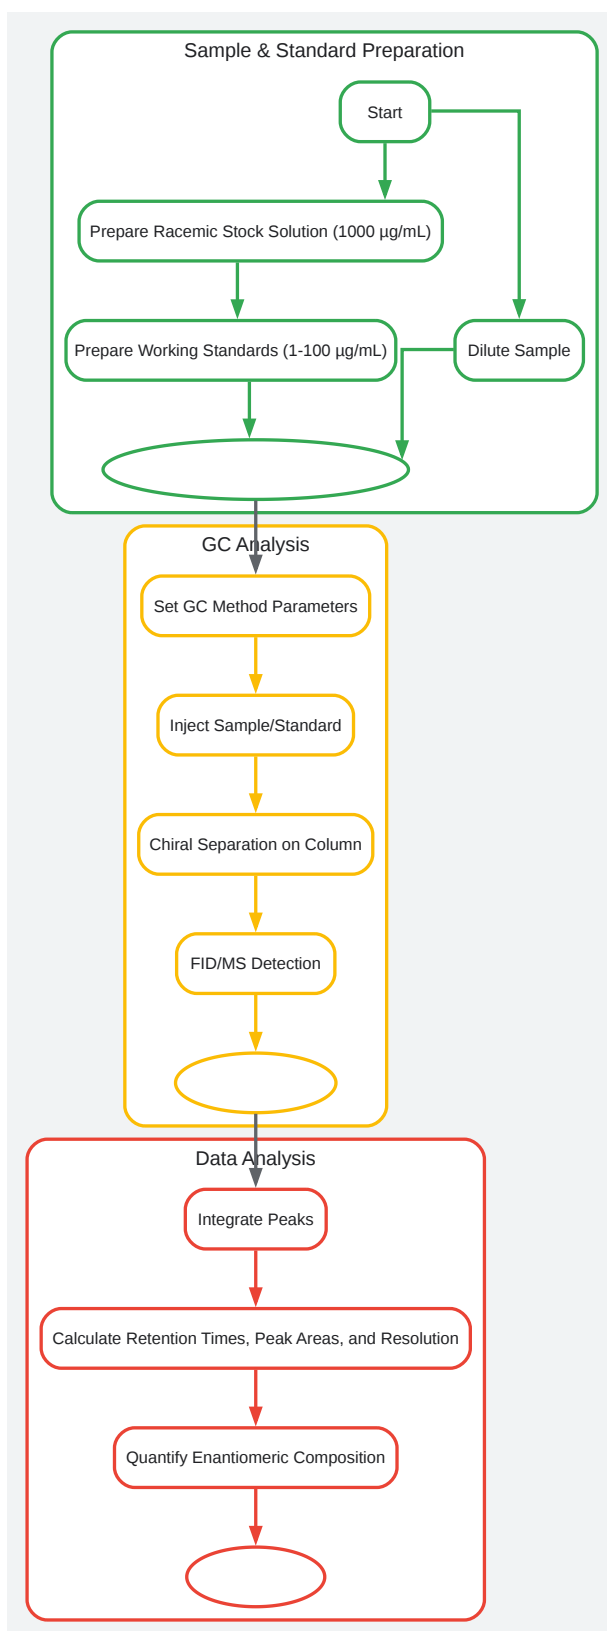 Sample & Standard Preparation
Start
Prepare Racemic Stock Solution (1000 µg/mL)
Prepare Working Standards (1-100 µg/mL)
Dilute Sample
GC Analysis
Set GC Method Parameters
Inject Sample/Standard
Chiral Separation on Column
FID/MS Detection
Data Analysis
Integrate Peaks
Calculate Retention Times, Peak Areas, and Resolution
Quantify Enantiomeric Composition